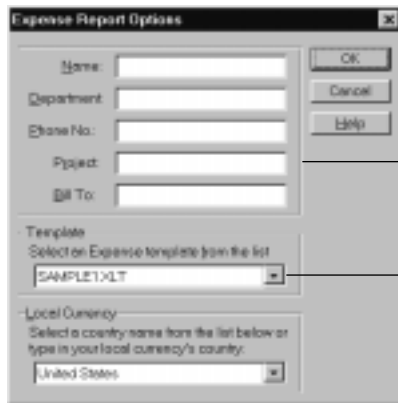 Expense Report Options
Name:
OK
Department:
Cancel
Phone No.:
Help
Project:
Bill To:
Template
Select an Expense template from the list
SAMPLE1.XLT
Local Currency
Select a country name from the list below or
type in your local currency's country:
United States